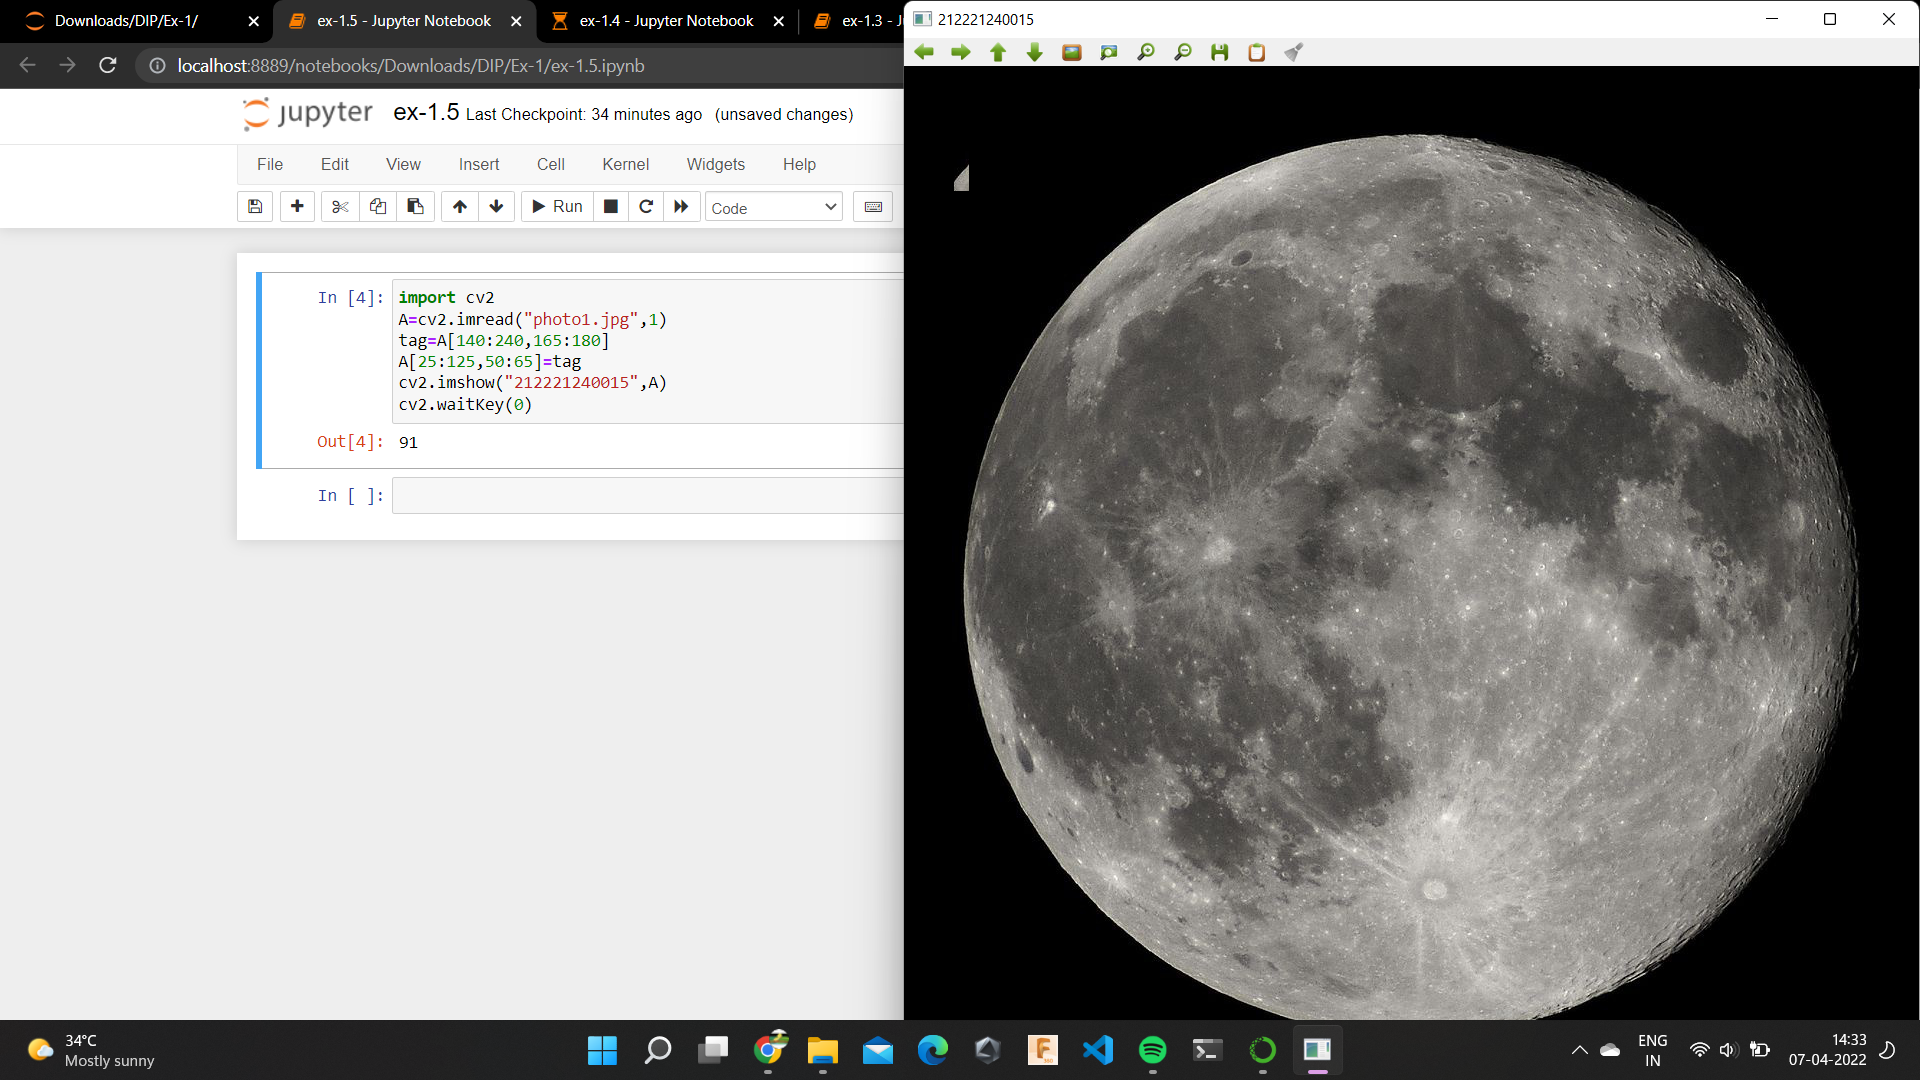 Downloads/DIP/Ex-1/
ex-1.5 - Jupyter Notebook
ex-1.4 - Jupyter Notebook
ex-1.3 - J
212221240015
localhost:8889/notebooks/Downloads/DIP/Ex-1/ex-1.5.ipynb
jupyter ex-1.5 Last Checkpoint: 34 minutes ago (unsaved changes)
File Edit View Insert Cell Kernel Widgets Help
Run Code
In [4]: import cv2
A=cv2.imread("photo1.jpg",1)
tag=A[140:240,165:180]
A[25:125,50:65]=tag
cv2.imshow("212221240015",A)
cv2.waitKey(0)
Out[4]: 91
In [ ]:
34°C
Mostly sunny
ENG
IN
14:33
07-04-2022